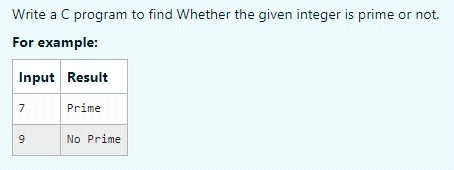 Write a C program to find Whether the given integer is prime or not.
For example:
Input Result
7 Prime
9 No Prime